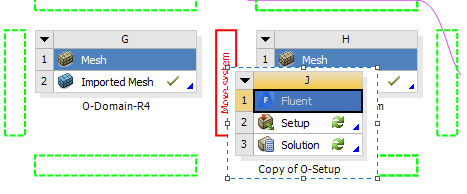 G
1 Mesh
2 Imported Mesh
O-Domain-R4
Move system
H
1 Mesh
J
1 Fluent
2 Setup
3 Solution
Copy of O-Setup